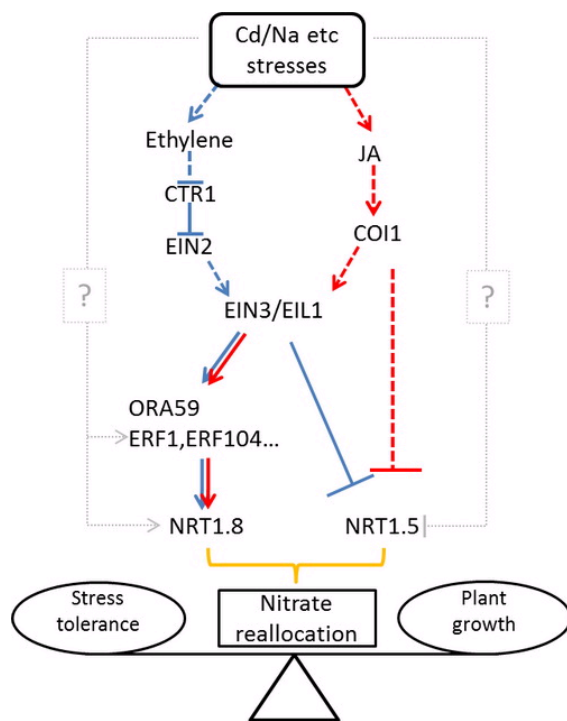 Cd/Na etc
stresses
Ethylene
JA
CTR1
COI1
EIN2
?
?
EIN3/EIL1
ORA59
ERF1,ERF104...
NRT1.8
NRT1.5
Stress
tolerance
Nitrate
reallocation
Plant
growth